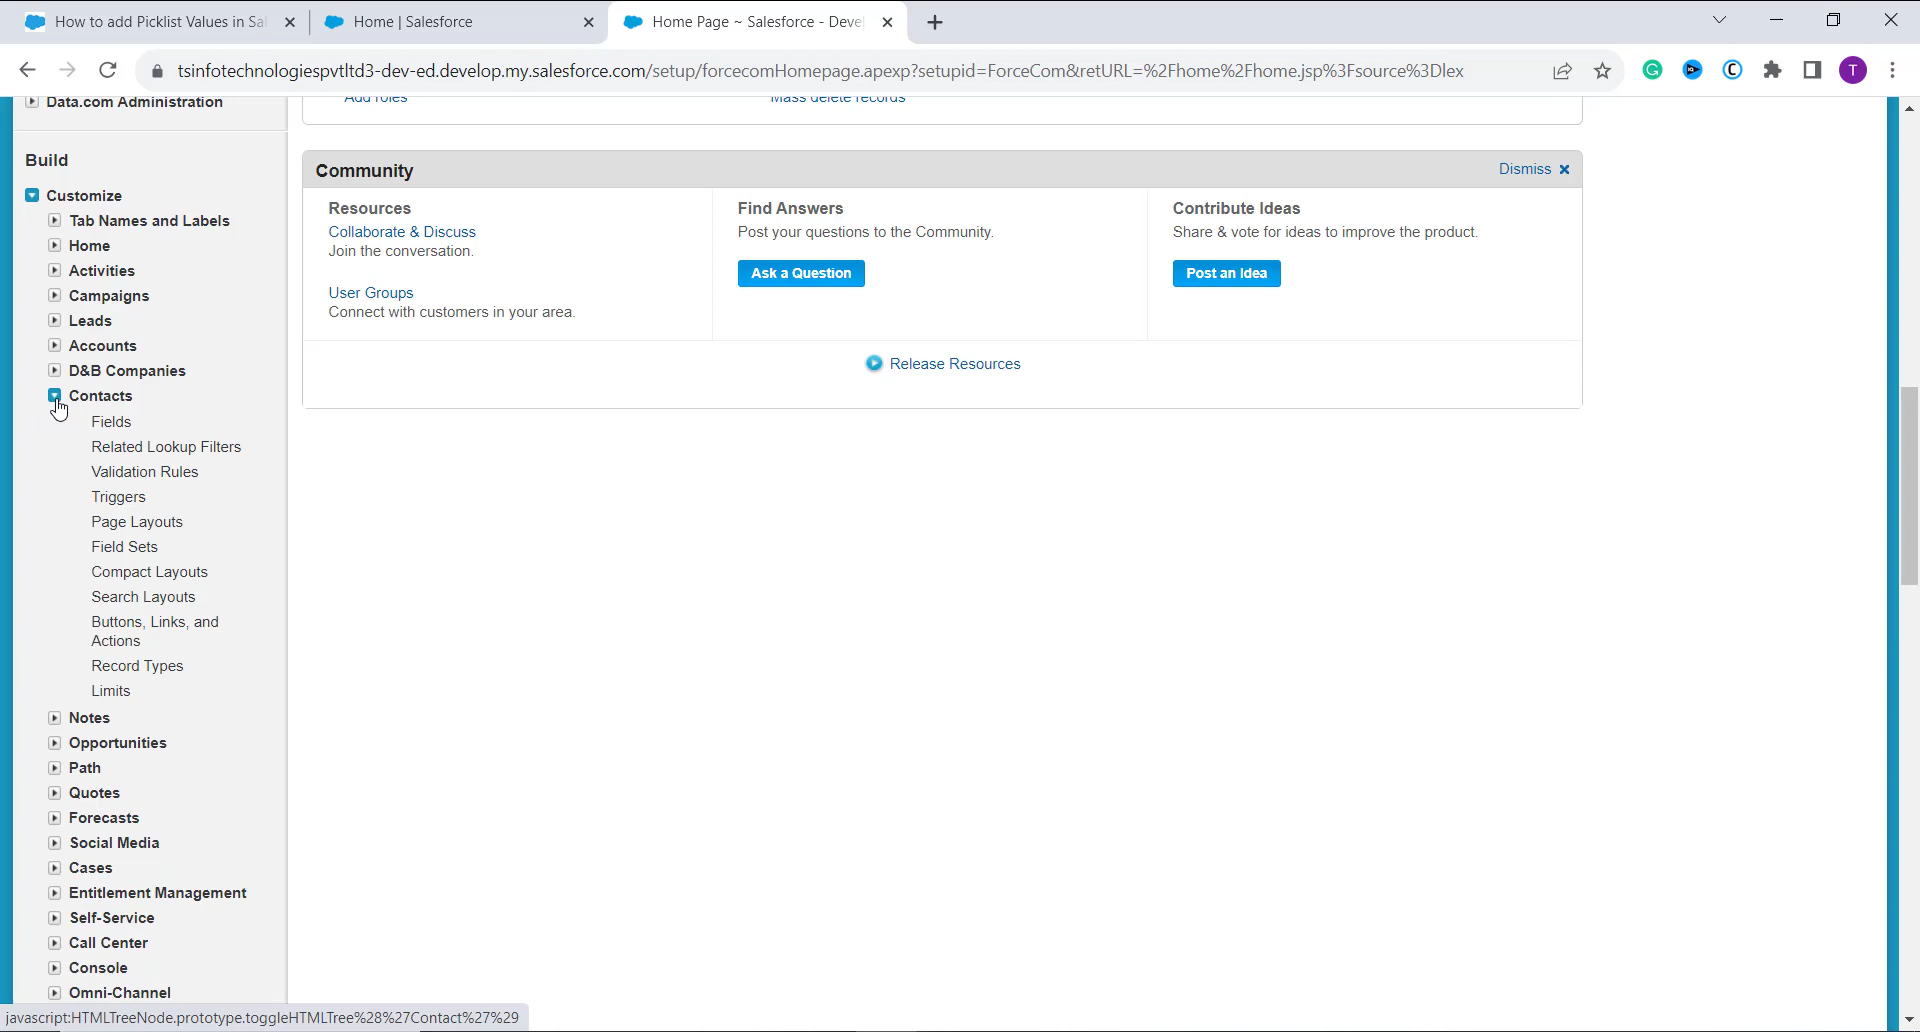 How to add Picklist Values in Sal
Home | Salesforce
Home Page ~ Salesforce - Devel
tsinfotechnologiespvtltd3-dev-ed.develop.my.salesforce.com/setup/forcecomHomepage.apexp?setupid=ForceCom&retURL=%2Fhome%2Fhome.jsp%3Fsource%3Dlex
G
C
T
Data.com Administration
Add roles
Mass delete records
Build
Customize
Tab Names and Labels
Home
Activities
Campaigns
Leads
Accounts
D&B Companies
Contacts
Fields
Related Lookup Filters
Validation Rules
Triggers
Page Layouts
Field Sets
Compact Layouts
Search Layouts
Buttons, Links, and
Actions
Record Types
Limits
Notes
Opportunities
Path
Quotes
Forecasts
Social Media
Cases
Entitlement Management
Self-Service
Call Center
Console
Omni-Channel
Community
Dismiss
Resources
Collaborate & Discuss
Join the conversation.
User Groups
Connect with customers in your area.
Find Answers
Post your questions to the Community.
Ask a Question
Contribute Ideas
Share & vote for ideas to improve the product.
Post an Idea
Release Resources
javascript:HTMLTreeNode.prototype.toggleHTMLTree%28%27Contact%27%29